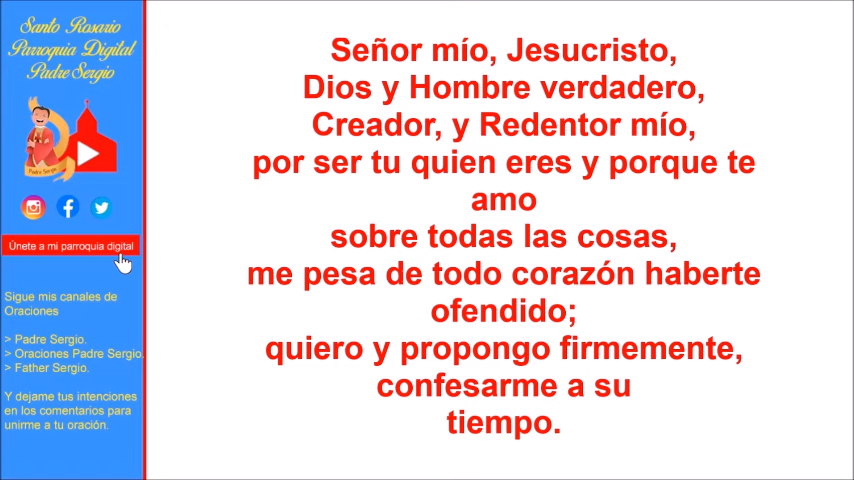 Santo Rosario
Parroquia Digital
Padre Sergio
Padre Sergio
Únete a mi parroquia digital
Sigue mis canales de
Oraciones
> Padre Sergio.
> Oraciones Padre Sergio.
> Father Sergio.
Y dejame tus intenciones
en los comentarios para
unirme a tu oración.
Señor mío, Jesucristo,
Dios y Hombre verdadero,
Creador, y Redentor mío,
por ser tu quien eres y porque te
amo
sobre todas las cosas,
me pesa de todo corazón haberte
ofendido;
quiero y propongo firmemente,
confesarme a su
tiempo.